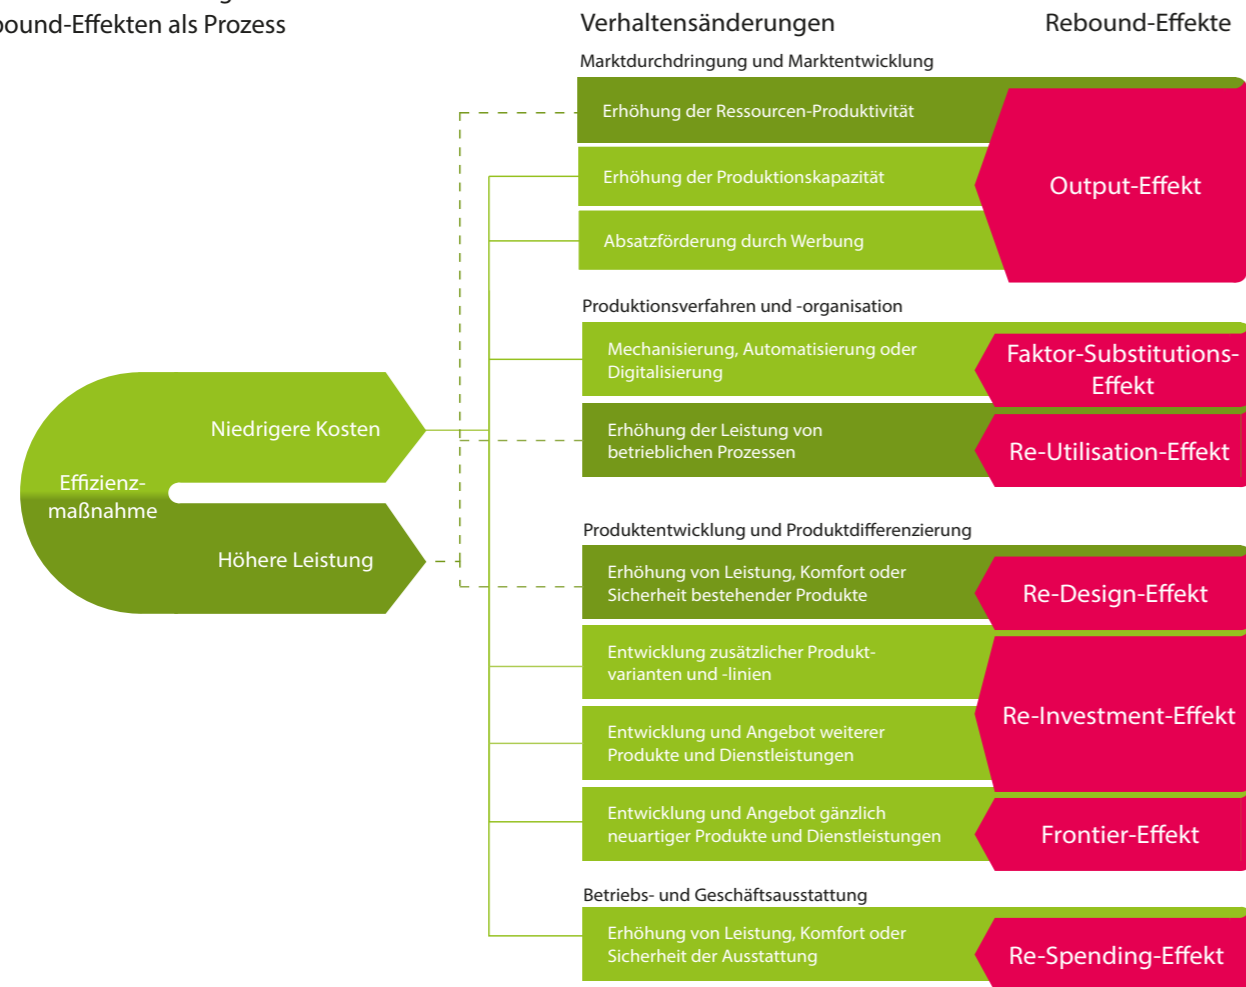 als Prozess
Verhaltensänderungen
Rebound-Effekte
Marktdurchdringung und Marktentwicklung
Erhöhung der Ressourcen-Produktivität
Erhöhung der Produktionskapazität
Absatzförderung durch Werbung
Output-Effekt
Produktionsverfahren und -organisation
Mechanisierung, Automatisierung oder
Digitalisierung
Faktor-Substitutions-
Effekt
Erhöhung der Leistung von
betrieblichen Prozessen
Re-Utilisation-Effekt
Niedrigere Kosten
Effizienz-
maßnahme
Höhere Leistung
Produktentwicklung und Produktdifferenzierung
Erhöhung von Leistung, Komfort oder
Sicherheit bestehender Produkte
Re-Design-Effekt
Entwicklung zusätzlicher Produkt-
varianten und -linien
Entwicklung und Angebot weiterer
Produkte und Dienstleistungen
Re-Investment-Effekt
Entwicklung und Angebot gänzlich
neuartiger Produkte und Dienstleistungen
Frontier-Effekt
Betriebs- und Geschäftsausstattung
Erhöhung von Leistung, Komfort oder
Sicherheit der Ausstattung
Re-Spending-Effekt